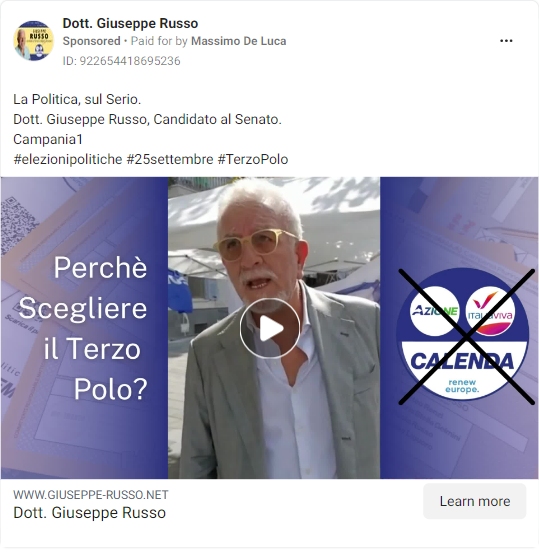 Dott. Giuseppe Russo
Sponsored • Paid for by Massimo De Luca
ID: 922654418695236
La Politica, sul Serio.
Dott. Giuseppe Russo, Candidato al Senato.
Campania1
#elezionipolitiche #25settembre #TerzoPolo
Perchè
Scegliere
il Terzo
Polo?
AZIONE
ITALIAVIVA
CALENDA
renew
europe.
WWW.GIUSEPPE-RUSSO.NET
Dott. Giuseppe Russo
Learn more